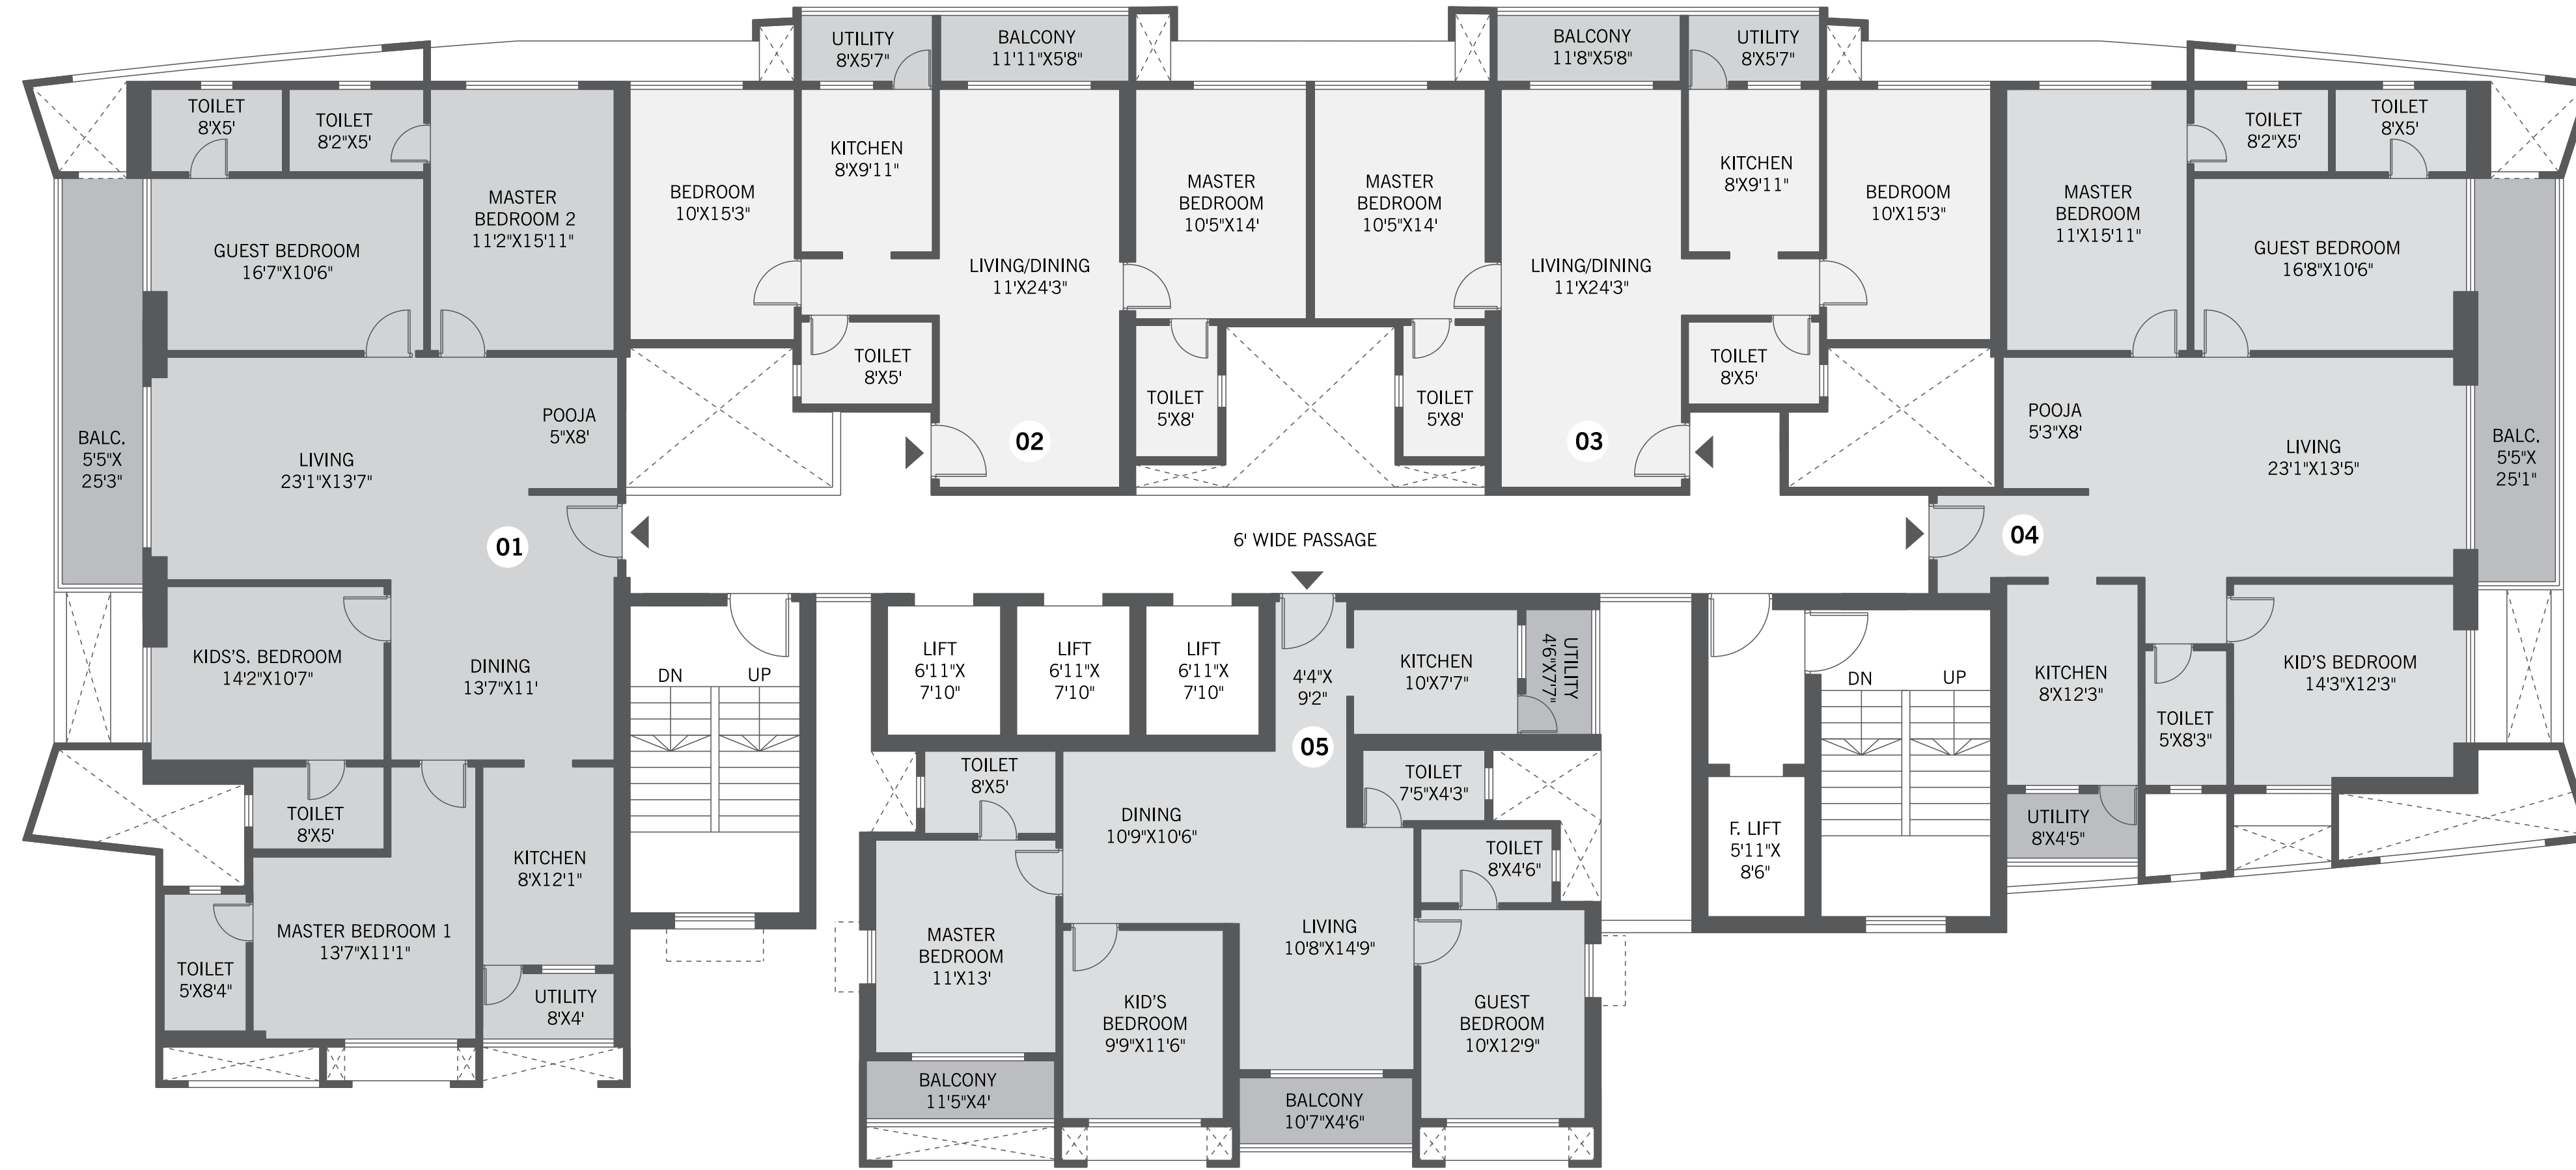 UTILITY
8'X5'7"
BALCONY
11'11"X5'8"
BALCONY
11'8"X5'8"
UTILITY
8'X5'7"
TOILET
8'X5'
TOILET
8'2"X5'
MASTER
BEDROOM 2
11'2"X15'11"
GUEST BEDROOM
16'7"X10'6"
BEDROOM
10'X15'3"
KITCHEN
8'X9'11"
LIVING/DINING
11'X24'3"
MASTER
BEDROOM
10'5"X14'
MASTER
BEDROOM
10'5"X14'
LIVING/DINING
11'X24'3"
KITCHEN
8'X9'11"
BEDROOM
10'X15'3"
MASTER
BEDROOM
11'X15'11"
TOILET
8'2"X5'
TOILET
8'X5'
GUEST BEDROOM
16'8"X10'6"
TOILET
8'X5'
TOILET
5'X8'
TOILET
5'X8'
TOILET
8'X5'
BALC.
5'5"X
25'3"
LIVING
23'1"X13'7"
POOJA
5"X8'
02
03
POOJA
5'3"X8'
LIVING
23'1"X13'5"
BALC.
5'5"X
25'1"
01
6' WIDE PASSAGE
04
KIDS'S. BEDROOM
14'2"X10'7"
DINING
13'7"X11'
DN
UP
LIFT
6'11"X
7'10"
LIFT
6'11"X
7'10"
LIFT
6'11"X
7'10"
4'4"X
9'2"
KITCHEN
10'X7'7"
UTILITY
4'6"X7'7"
05
DN
UP
KITCHEN
8'X12'3"
TOILET
5'X8'3"
KID'S BEDROOM
14'3"X12'3"
TOILET
8'X5'
KITCHEN
8'X12'1"
TOILET
8'X5'
DINING
10'9"X10'6"
TOILET
7'5"X4'3"
TOILET
8'X4'6"
F. LIFT
5'11"X
8'6"
UTILITY
8'X4'5"
MASTER BEDROOM 1
13'7"X11'1"
TOILET
5'X8'4"
UTILITY
8'X4'
MASTER
BEDROOM
11'X13'
LIVING
10'8"X14'9"
KID'S
BEDROOM
9'9"X11'6"
GUEST
BEDROOM
10'X12'9"
BALCONY
11'5"X4'
BALCONY
10'7"X4'6"